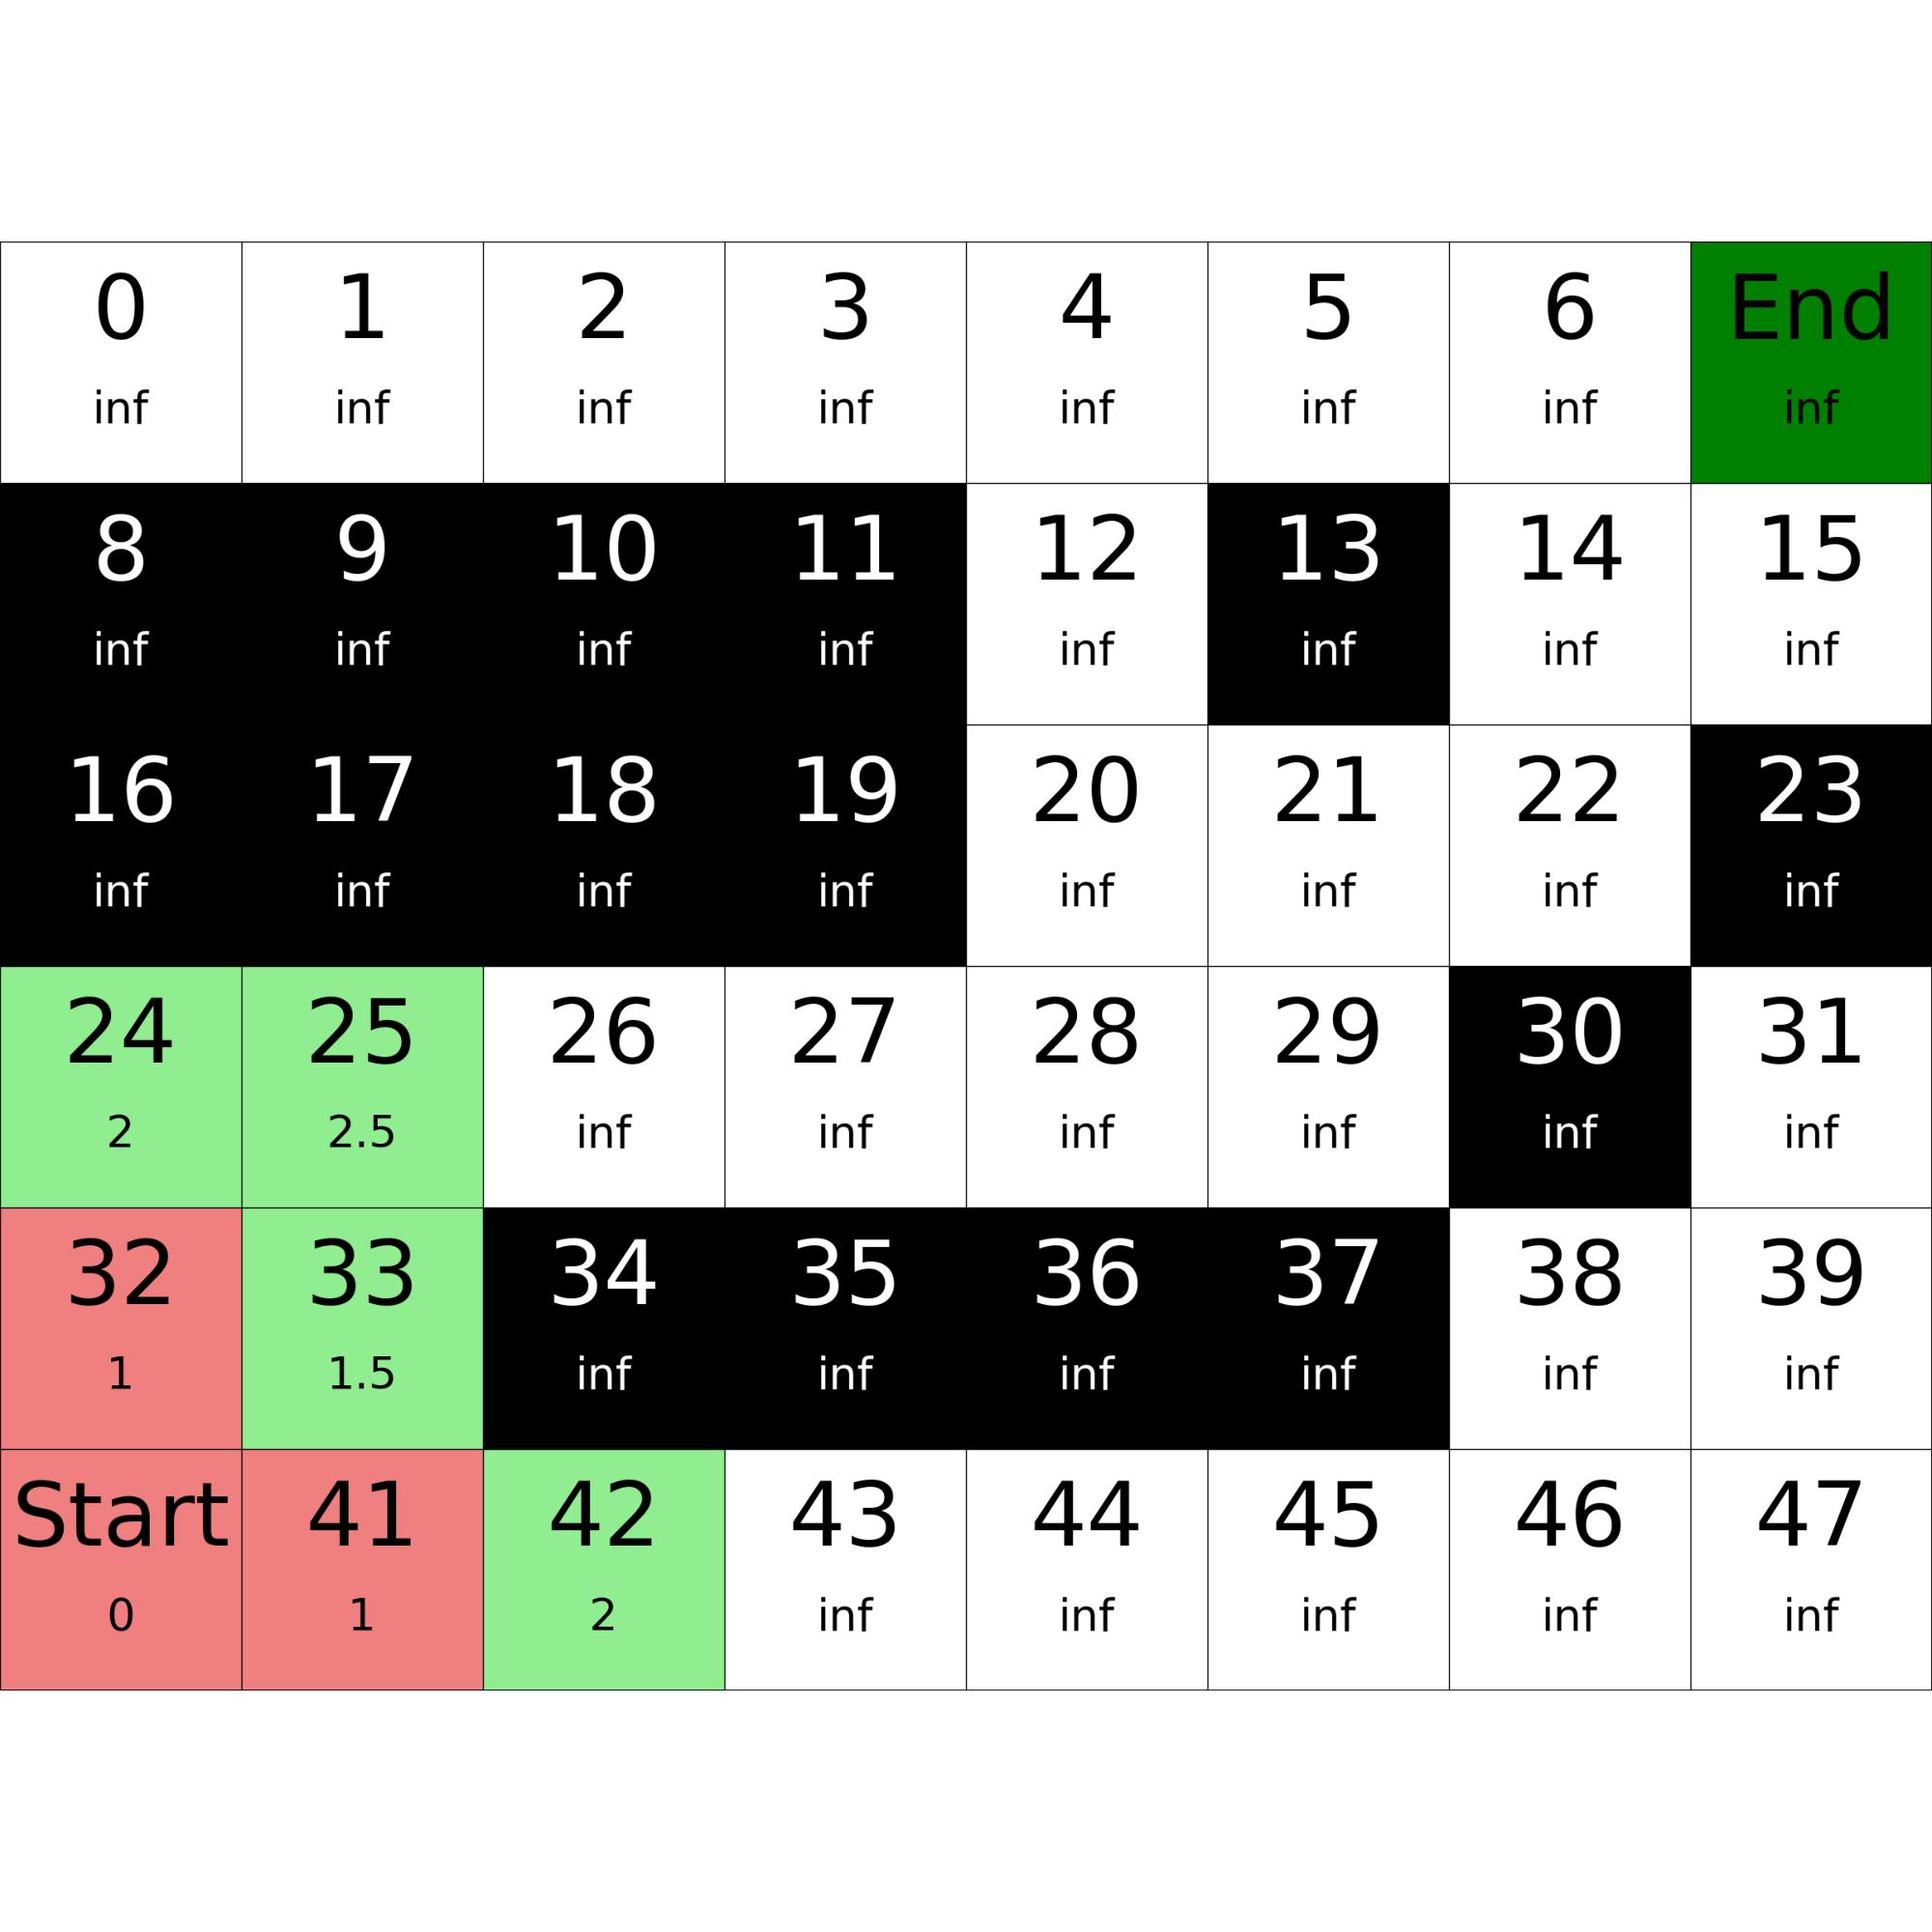 0 1 2 3 4 5 6 End
inf inf inf inf inf inf inf inf
8 9 10 11 12 13 14 15
inf inf inf inf inf inf inf inf
16 17 18 19 20 21 22 23
inf inf inf inf inf inf inf inf
24 25 26 27 28 29 30 31
2 2.5 inf inf inf inf inf inf
32 33 34 35 36 37 38 39
1 1.5 inf inf inf inf inf inf
Start 41 42 43 44 45 46 47
0 1 2 inf inf inf inf inf